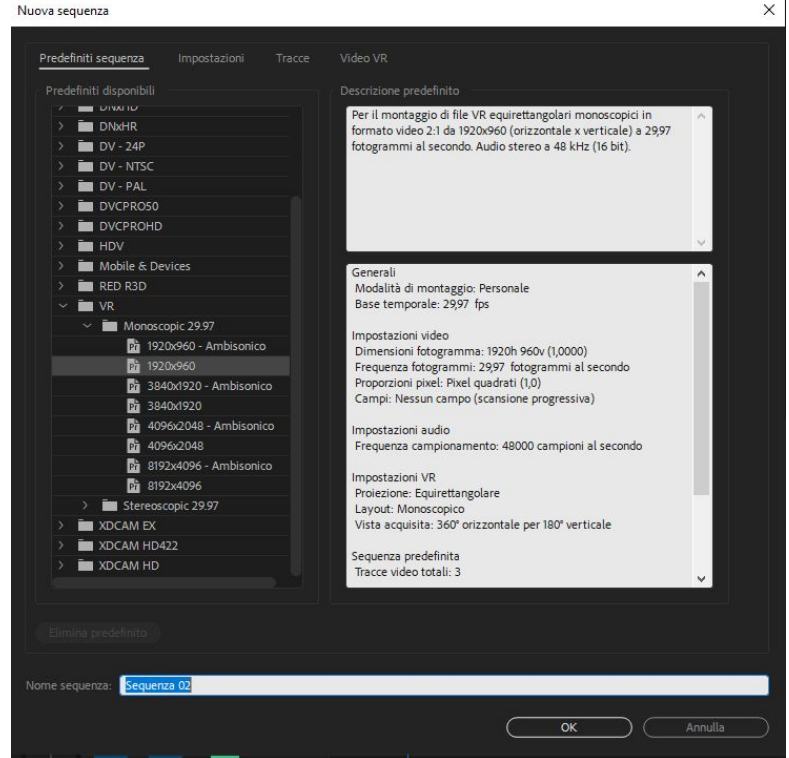 Nuova sequenza
Predefiniti sequenza
Impostazioni
Tracce
Video VR
Predefiniti disponibili
DNxHD
DNxHR
DV - 24P
DV - NTSC
DV - PAL
DVCPRO50
DVCPROHD
HDV
Mobile & Devices
RED R3D
VR
Monoscopic 29.97
1920x960 - Ambisonico
1920x960
3840x1920 - Ambisonico
3840x1920
4096x2048 - Ambisonico
4096x2048
8192x4096 - Ambisonico
8192x4096
Stereoscopic 29.97
XDCAM EX
XDCAM HD422
XDCAM HD
Descrizione predefinito
Per il montaggio di file VR equirettangolari monoscopici in
formato video 2:1 da 1920x960 (orizzontale x verticale) a 29,97
fotogrammi al secondo. Audio stereo a 48 kHz (16 bit).
Generali
Modalità di montaggio: Personale
Base temporale: 29,97 fps
Impostazioni video
Dimensioni fotogramma: 1920h 960v (1,0000)
Frequenza fotogrammi: 29,97 fotogrammi al secondo
Proporzioni pixel: Pixel quadrati (1,0)
Campi: Nessun campo (scansione progressiva)
Impostazioni audio
Frequenza campionamento: 48000 campioni al secondo
Impostazioni VR
Proiezione: Equirettangolare
Layout: Monoscopico
Vista acquisita: 360° orizzontale per 180° verticale
Sequenza predefinita
Tracce video totali: 3
Elimina predefinito
Nome sequenza: Sequenza 02
OK
Annulla